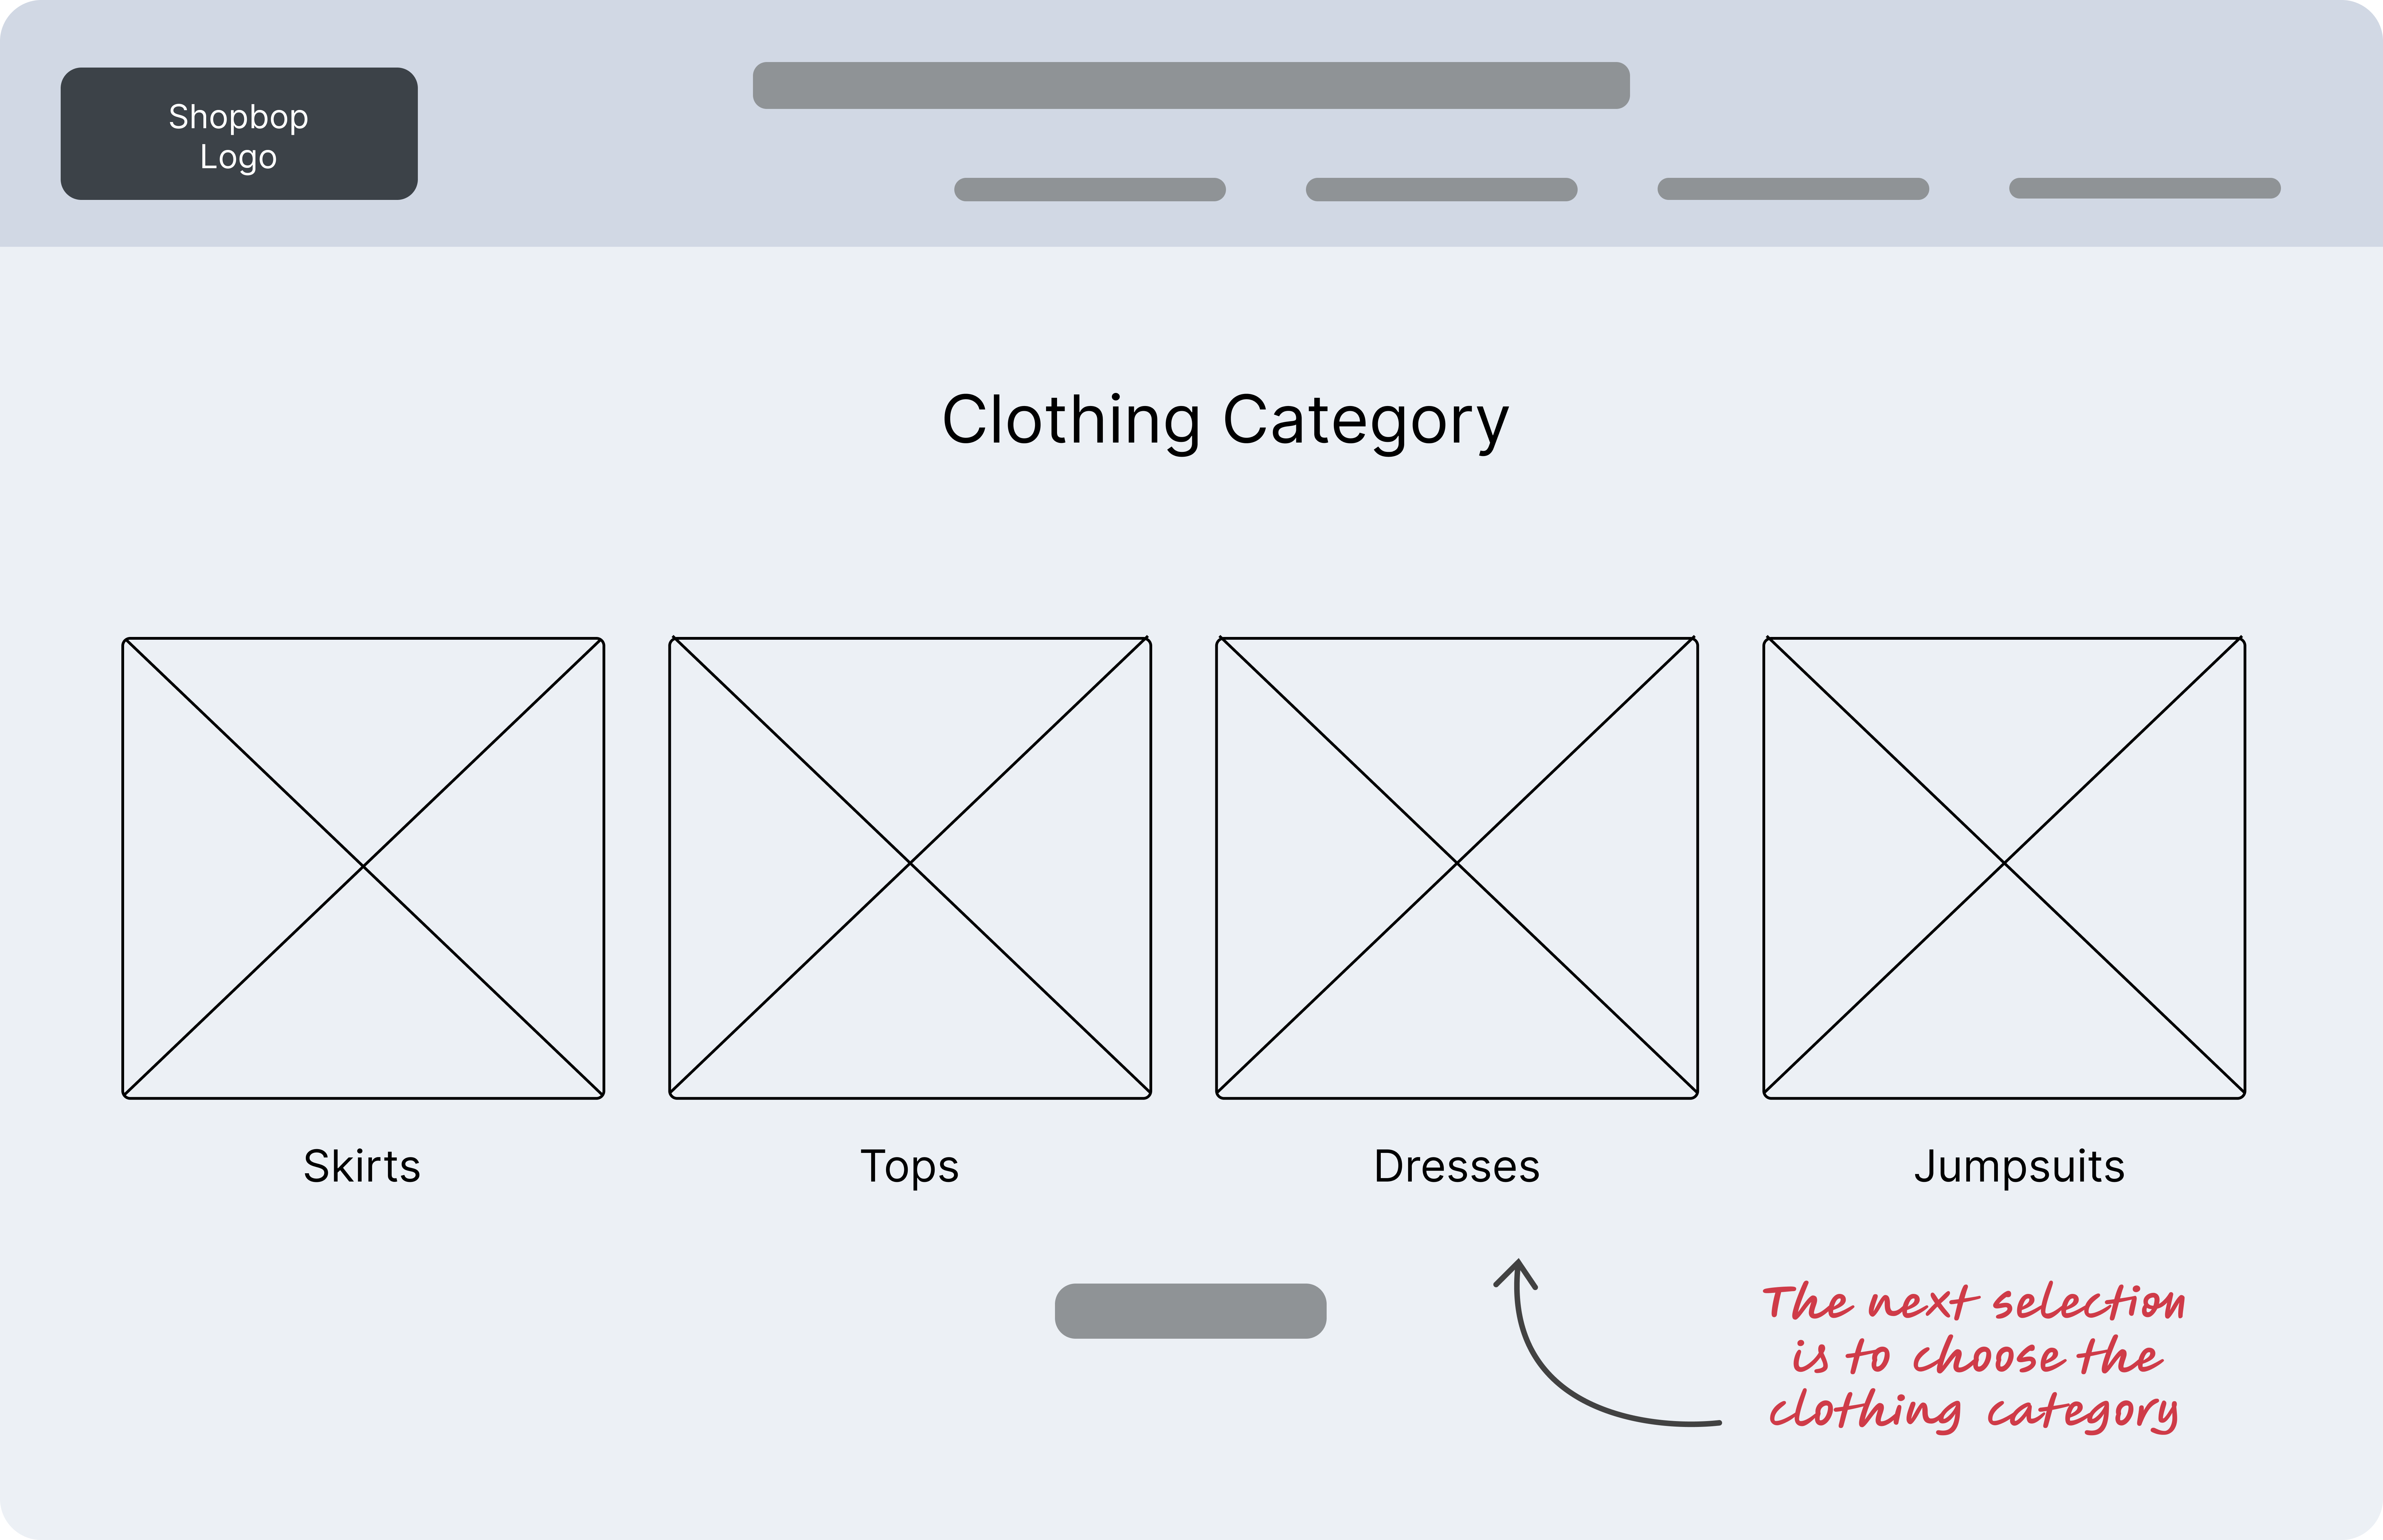 Shopbop
Logo
Clothing Category
Skirts
Tops
Dresses
Jumpsuits
The next selection
is to choose the
clothing category